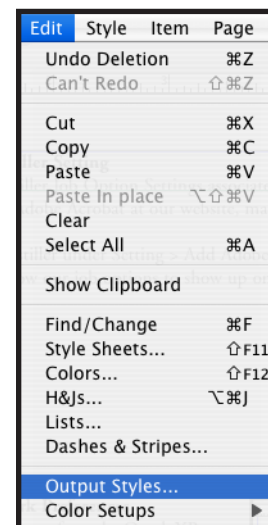 Edit Style Item Page
Undo Deletion ⌘Z
Can't Redo ⇧⌘Z
Cut ⌘X
Copy ⌘C
Paste ⌘V
Paste In place ⌥⇧⌘V
Clear
Select All ⌘A
Show Clipboard
Find/Change ⌘F
Style Sheets... ⇧F11
Colors... ⇧F12
H&Js... ⌥⌘J
Lists...
Dashes & Stripes...
Output Styles...
Color Setups ▶